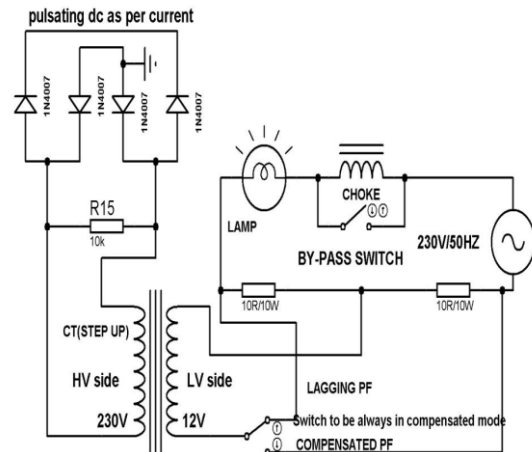 pulsating dc as per current
1N4007
1N4007
1N4007
1N4007
R15
10k
LAMP
CHOKE
BY-PASS SWITCH
230V/50HZ
10R/10W
10R/10W
CT(STEP UP)
HV side
LV side
230V
12V
LAGGING PF
Switch to be always in compensated mode
COMPENSATED PF